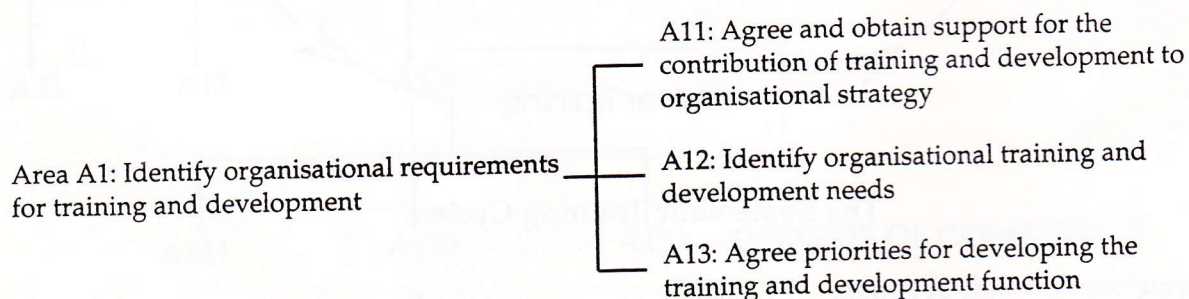 Area A1: Identify organisational requirements
for training and development
A11: Agree and obtain support for the
contribution of training and development to
organisational strategy
A12: Identify organisational training and
development needs
A13: Agree priorities for developing the
training and development function